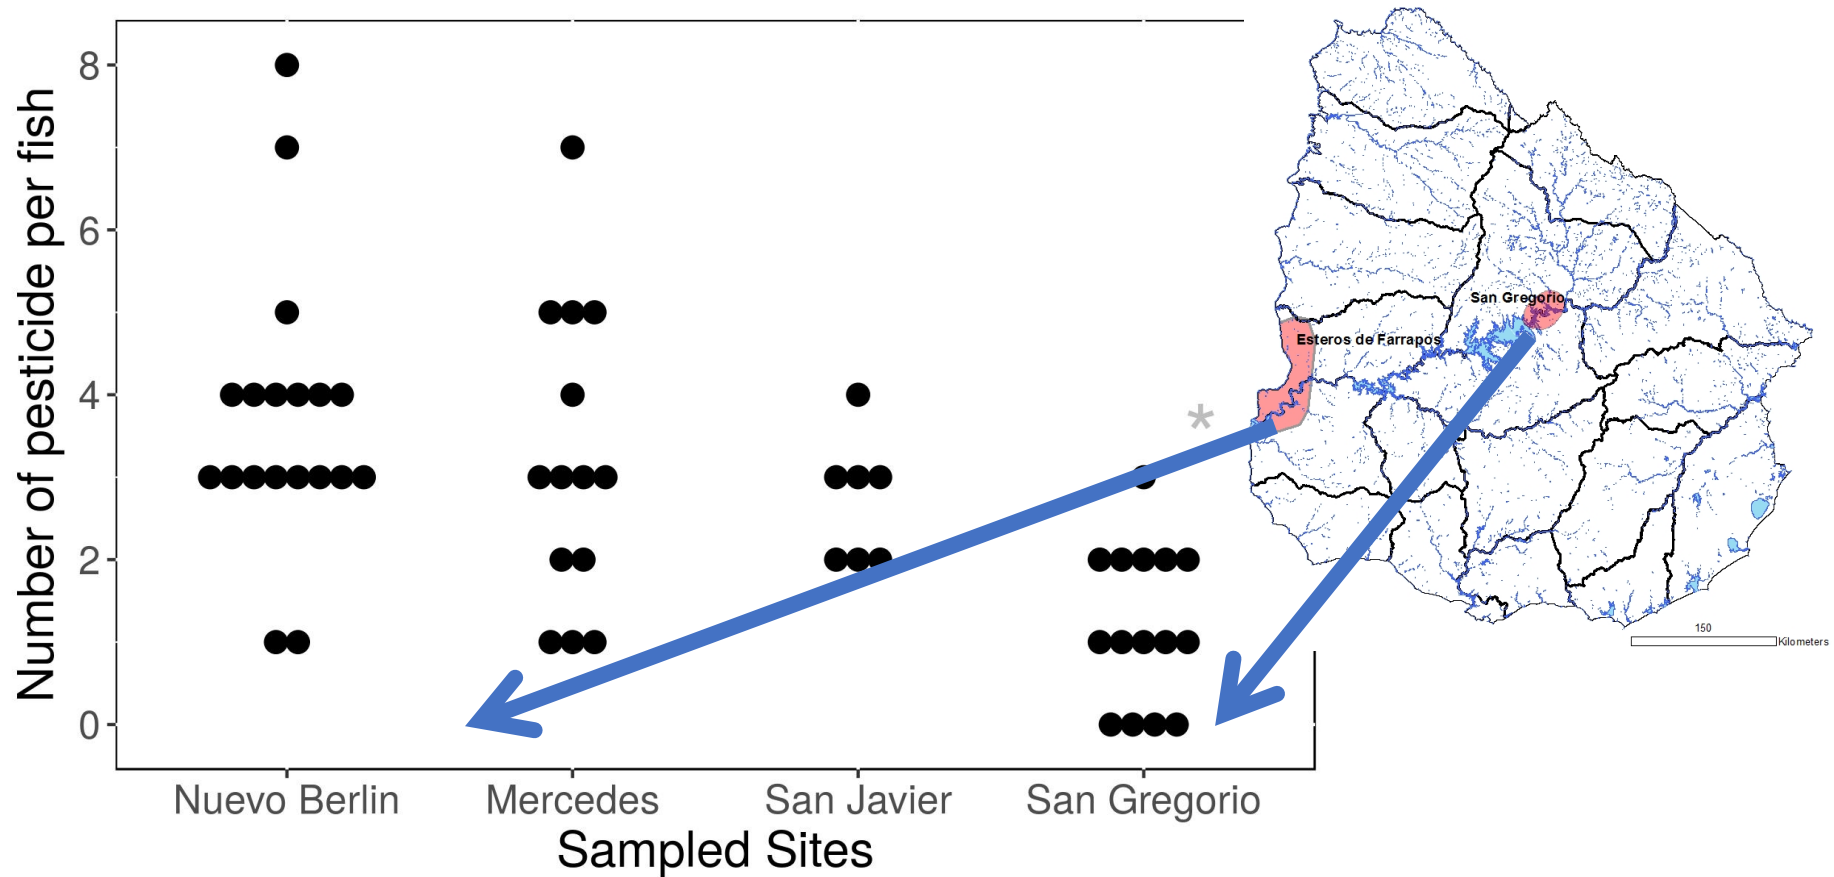 Number of pesticide per fish
8
6
4
2
0
Nuevo Berlin
Mercedes
San Javier
San Gregorio
Sampled Sites
*
San Gregorio
Esteros de Farrapos
150
Kilometers